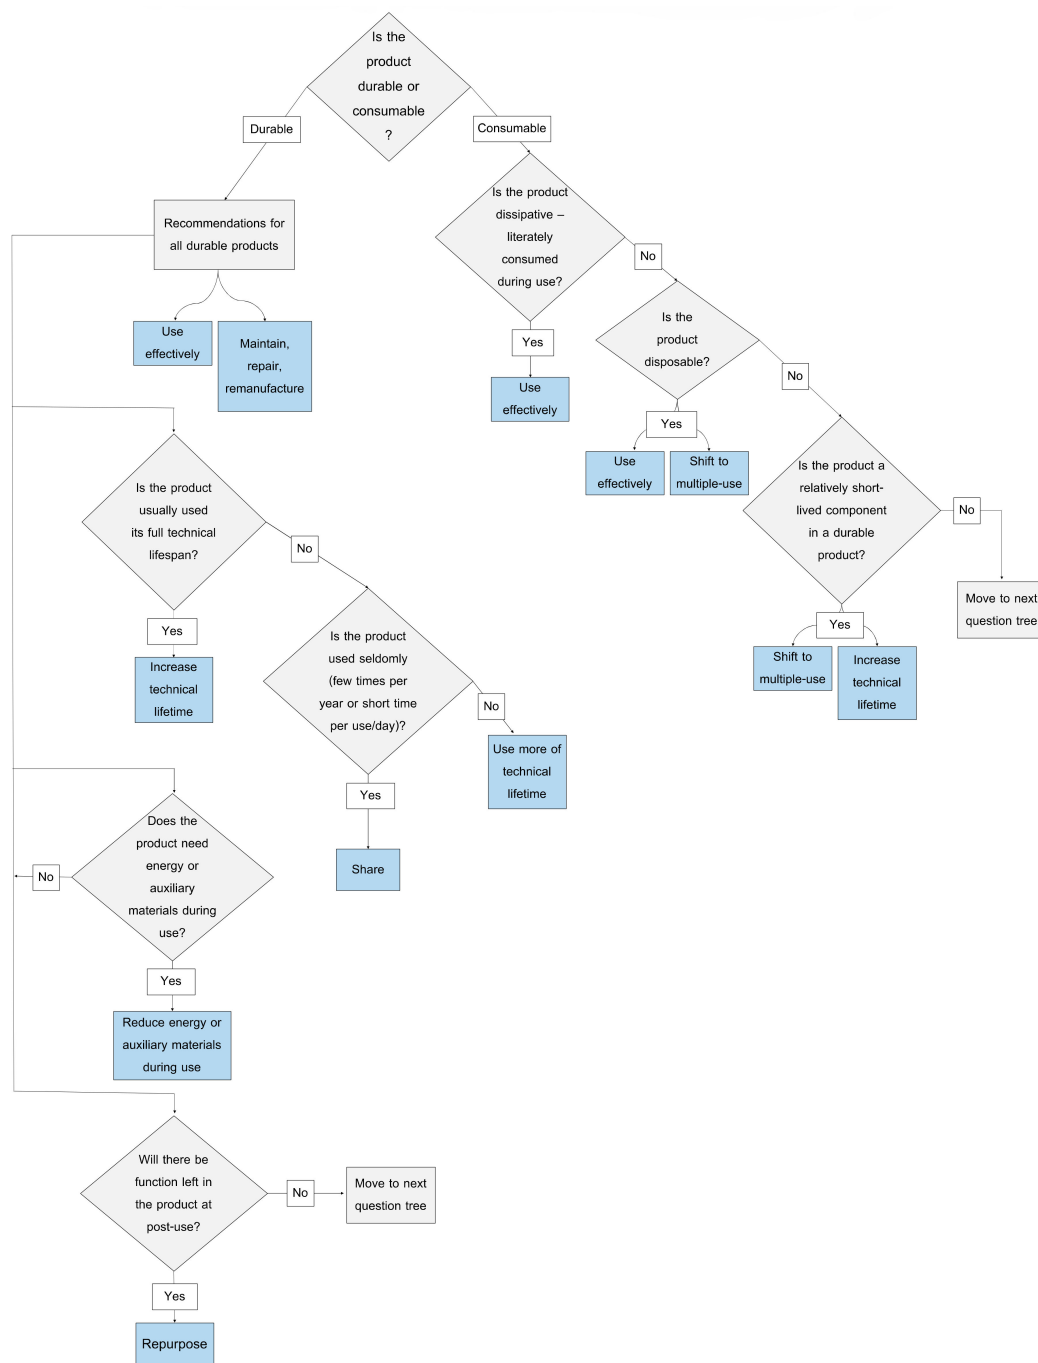 Is the
product
durable or
consumable
?
Durable
Consumable
Recommendations for
all durable products
Use
effectively
Maintain,
repair,
remanufacture
Is the product
dissipative –
literately
consumed
during use?
No
Yes
Use
effectively
Is the
product
disposable?
No
Yes
Use
effectively
Shift to
multiple-use
Is the product a
relatively short-
lived component
in a durable
product?
No
Move to next
question tree
Yes
Shift to
multiple-use
Increase
technical
lifetime
Is the product
usually used
its full technical
lifespan?
No
Yes
Increase
technical
lifetime
Is the product
used seldomly
(few times per
year or short time
per use/day)?
No
Use more of
technical
lifetime
Yes
Share
Does the
product need
energy or
auxiliary
materials during
use?
No
Yes
Reduce energy or
auxiliary materials
during use
Will there be
function left in
the product at
post-use?
No
Move to next
question tree
Yes
Repurpose